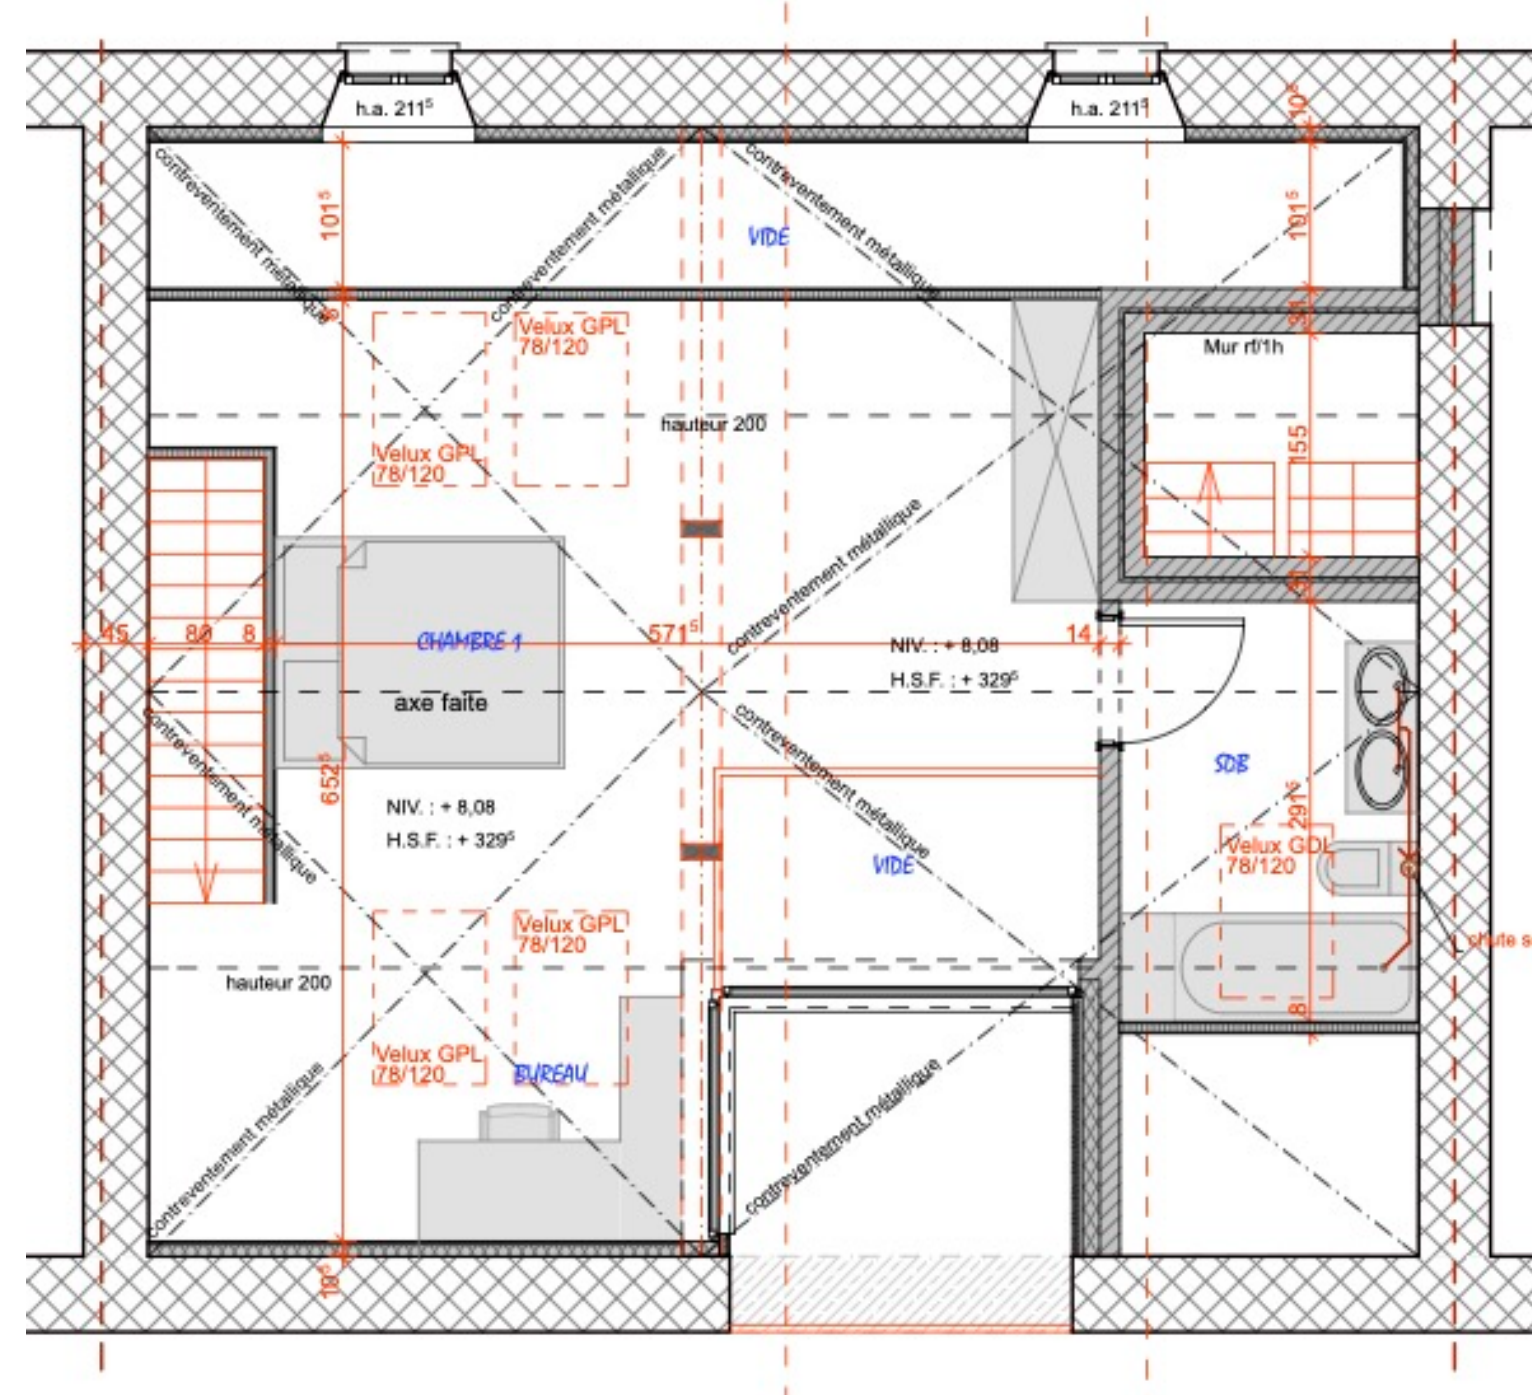 h.a. 211⁵
h.a. 211⁵
10⁵
contreventement métallique
contreventement métallique
contreventement métallique
101⁵
101⁵
VIDE
31
Velux GPL
78/120
Mur rf/1h
hauteur 200
Velux GPL
78/120
155
contreventement métallique
45
80
8
CHAMBRE 1
571⁵
14
NIV. : + 8,08
H.S.F. : + 329⁵
axe faite
contreventement métallique
contreventement métallique
SDB
652⁵
291⁵
NIV. : + 8,08
H.S.F. : + 329⁵
VIDE
Velux GDL
78/120
Velux GPL
78/120
chute s
hauteur 200
8
Velux GPL
78/120
BUREAU
contreventement métallique
contreventement métallique